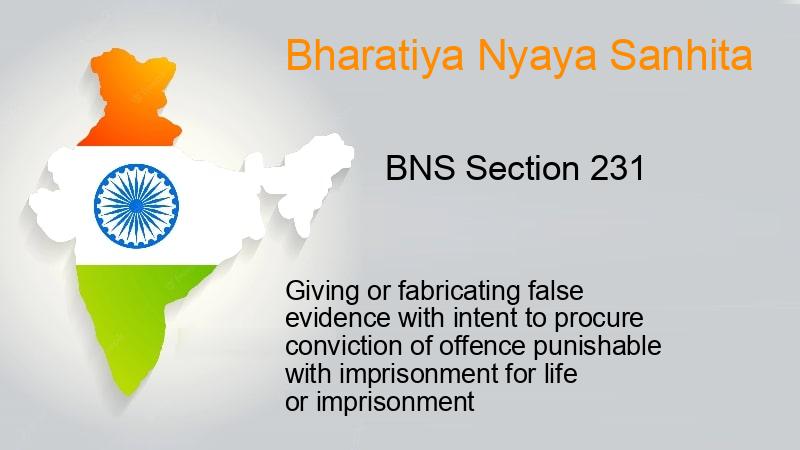 Bharatiya Nyaya Sanhita
BNS Section 231
Giving or fabricating false
evidence with intent to procure
conviction of offence punishable
with imprisonment for life
or imprisonment